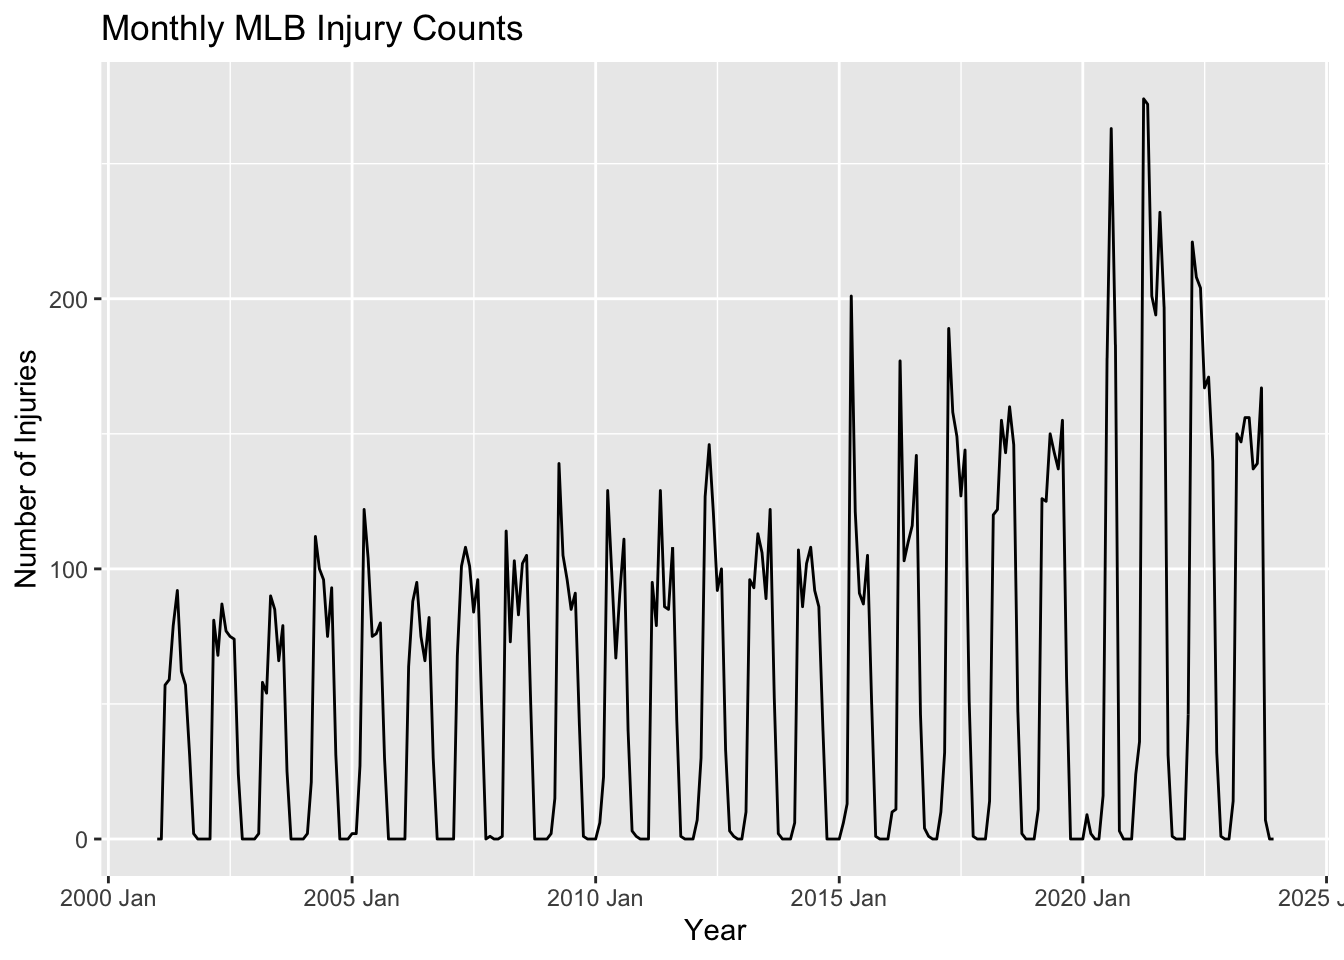 Monthly MLB Injury Counts
Number of Injuries
200
100
0
2000 Jan
2005 Jan
2010 Jan
2015 Jan
2020 Jan
2025 J
Year